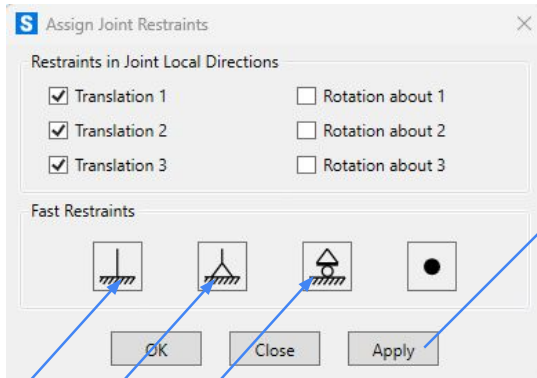 S Assign Joint Restraints
Restraints in Joint Local Directions
Translation 1 Rotation about 1
Translation 2 Rotation about 2
Translation 3 Rotation about 3
Fast Restraints
OK Close Apply